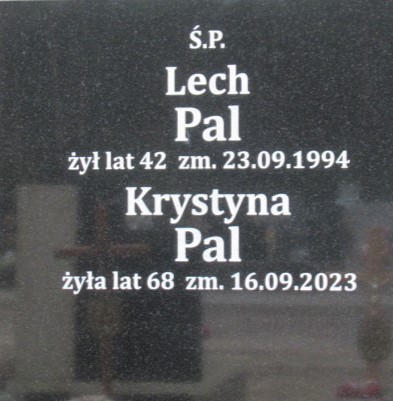 Ś.P.
Lech
Pal
żył lat 42 zm. 23.09.1994
Krystyna
Pal
żyła lat 68 zm. 16.09.2023